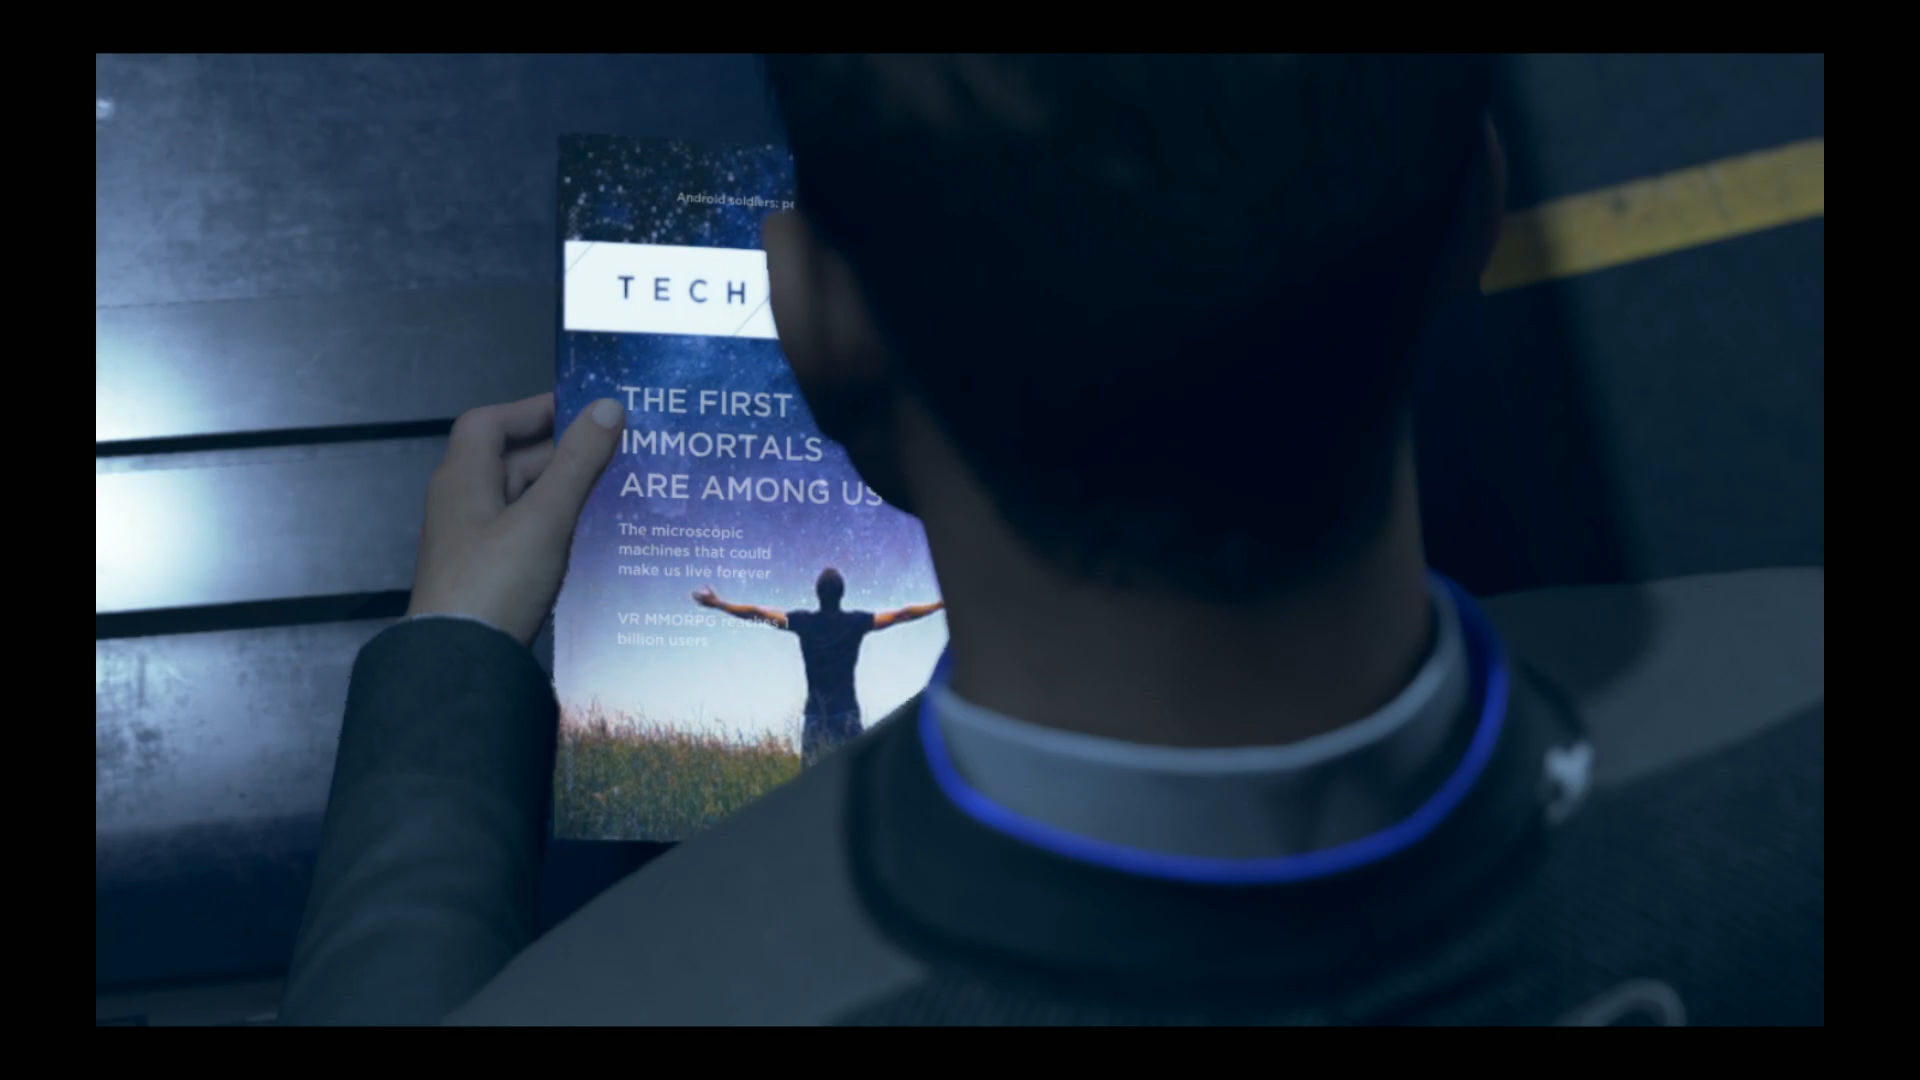 Android soldiers:
TECH
THE FIRST
IMMORTALS
ARE AMONG US
The microscopic
machines that could
make us live forever
VR MMORPG reaches 1
billion users